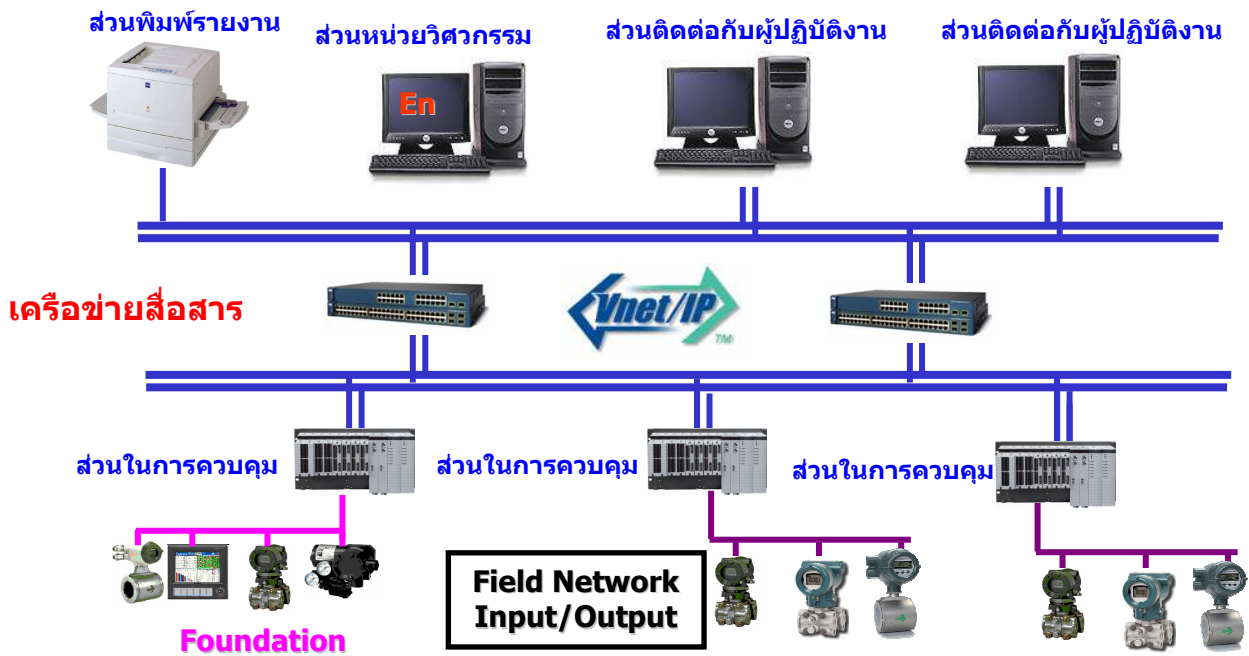 ส่วนพิมพ์รายงาน
ส่วนหน่วยวิศวกรรม
ส่วนติดต่อกับผู้ปฏิบัติงาน
ส่วนติดต่อกับผู้ปฏิบัติงาน
En
เครือข่ายสื่อสาร
Vnet/IP
TM
ส่วนในการควบคุม
ส่วนในการควบคุม
ส่วนในการควบคุม
Field Network
Input/Output
Foundation